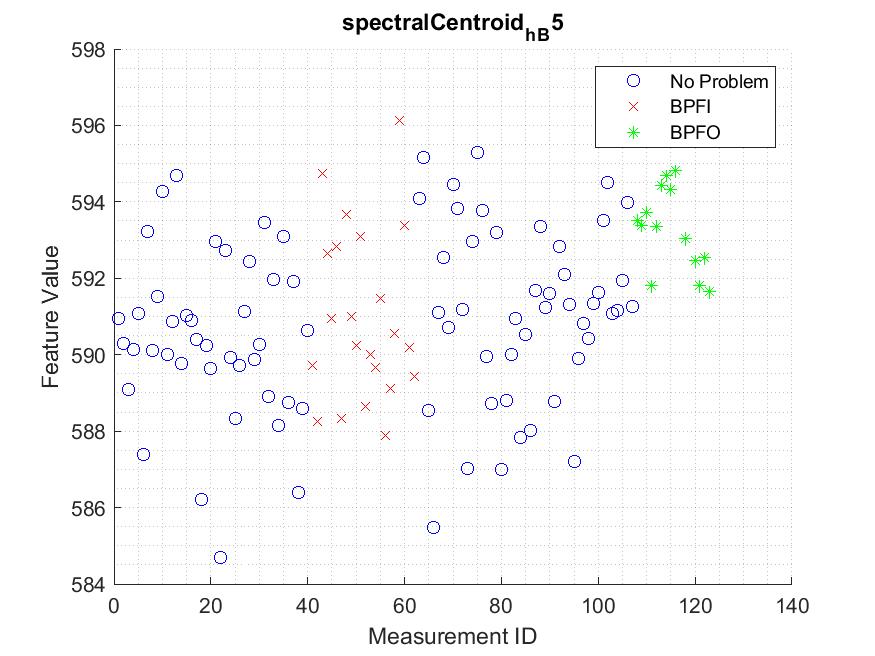 spectralCentroid_hB5
598
596
594
592
590
588
586
584
Feature Value
0 20 40 60 80 100 120 140
Measurement ID
No Problem
BPFI
BPFO